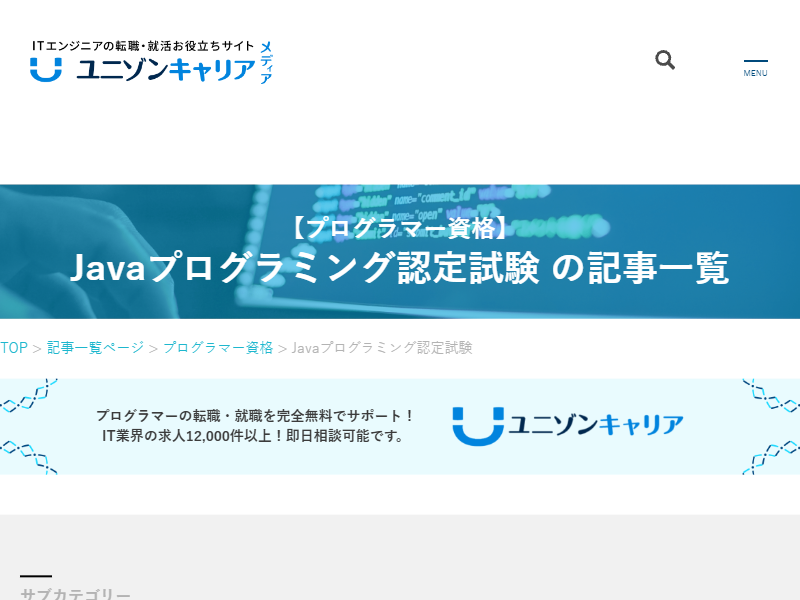 ITエンジニアの転職・就活お役立ちサイト
ユニゾンキャリア
メディア
MENU
【プログラマー資格】
Javaプログラミング認定試験 の記事一覧
TOP > 記事一覧ページ > プログラマー資格 > Javaプログラミング認定試験
プログラマーの転職・就職を完全無料でサポート！
IT業界の求人12,000件以上！即日相談可能です。
ユニゾンキャリア
サブカテゴリー